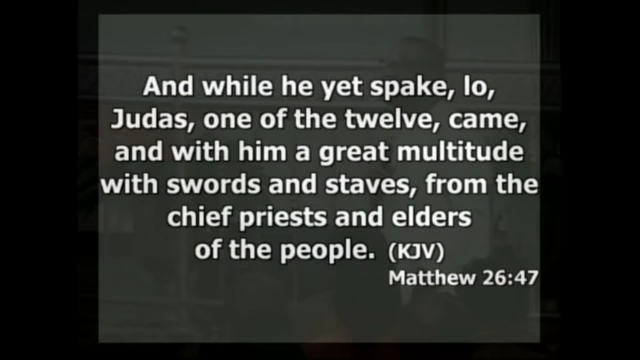 And while he yet spake, lo,
Judas, one of the twelve, came,
and with him a great multitude
with swords and staves, from the
chief priests and elders
of the people. (KJV)
Matthew 26:47